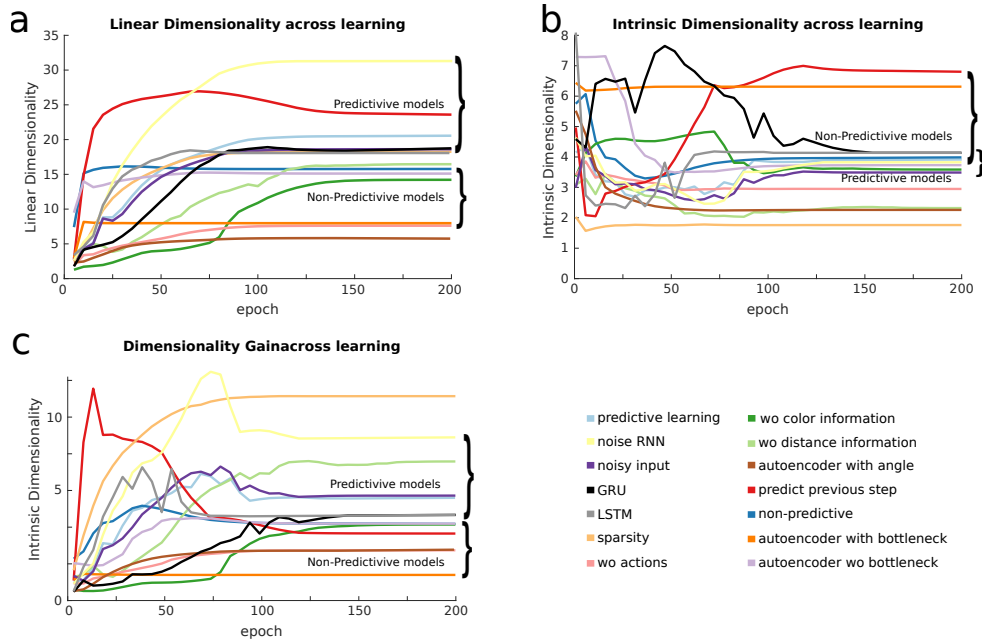 a
Linear Dimensionality across learning
35
30
25
20
15
10
5
0
Linear Dimensionality
Predictivive models
Non-Predictivive models
0
50
75
100
150
200
epoch
b
Intrinsic Dimensionality across learning
8
7
6
5
4
3
2
1
0
Intrinsic Dimensionality
Non-Predictivive models
Predictivive models
0
50
75
100
150
200
epoch
c
Dimensionality Gainacross learning
10
5
0
Intrinsic Dimensionality
Predictivive models
Non-Predictivive models
0
50
75
100
150
200
epoch
predictive learning
noise RNN
noisy input
GRU
LSTM
sparsity
wo actions
wo color information
wo distance information
autoencoder with angle
predict previous step
non-predictive
autoencoder with bottleneck
autoencoder wo bottleneck